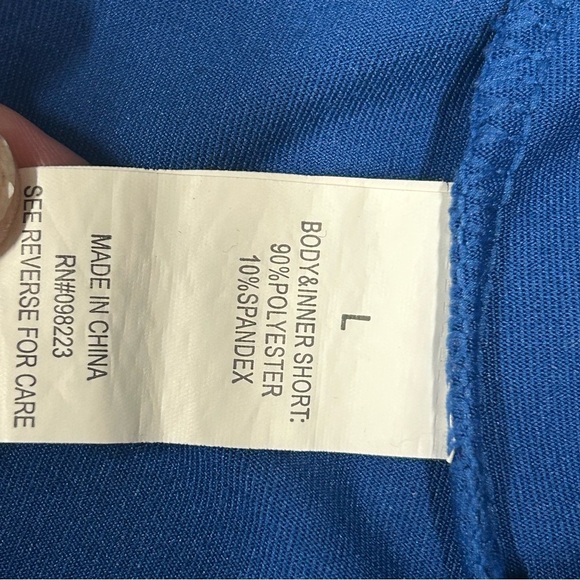 L
BODY&INNER SHORT:
90%POLYESTER
10%SPANDEX
MADE IN CHINA
RN#098223
SEE REVERSE FOR CARE